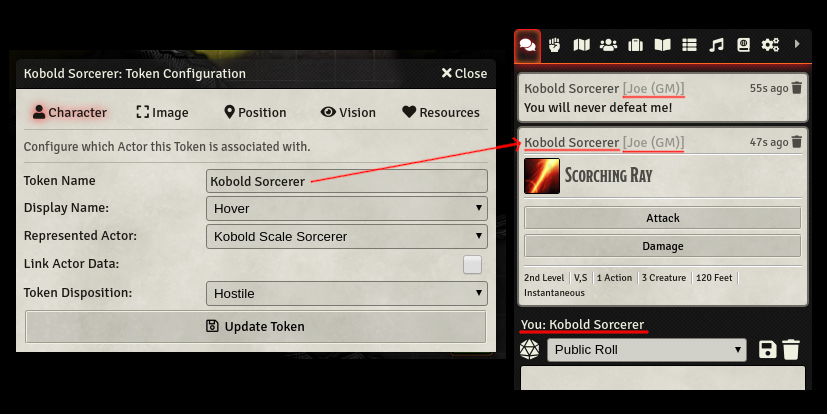 Kobold Sorcerer: Token Configuration
Close
Character
Image
Position
Vision
Resources
Configure which Actor this Token is associated with.
Token Name
Kobold Sorcerer
Display Name:
Hover
Represented Actor:
Kobold Scale Sorcerer
Link Actor Data:
Token Disposition:
Hostile
Update Token
Kobold Sorcerer [Joe (GM)] 55s ago
You will never defeat me!
Kobold Sorcerer [Joe (GM)] 47s ago
Scorching Ray
Attack
Damage
2nd Level | V,S | 1 Action | 3 Creature | 120 Feet |
Instantaneous
You: Kobold Sorcerer
Public Roll